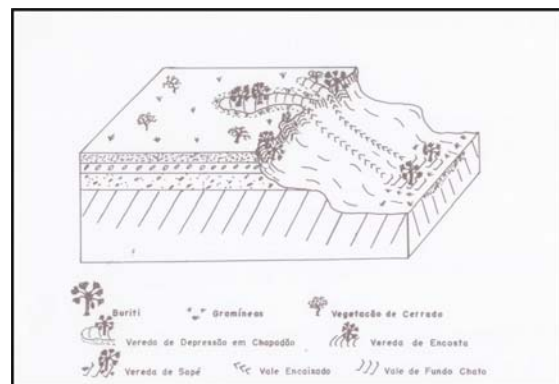 Buriti Gramíneas Vegetação de Cerrado
Vereda de Depressão em Chapadão Vereda de Encosta
Vereda de Sopé Vale Encaixado Vale de Fundo Chato